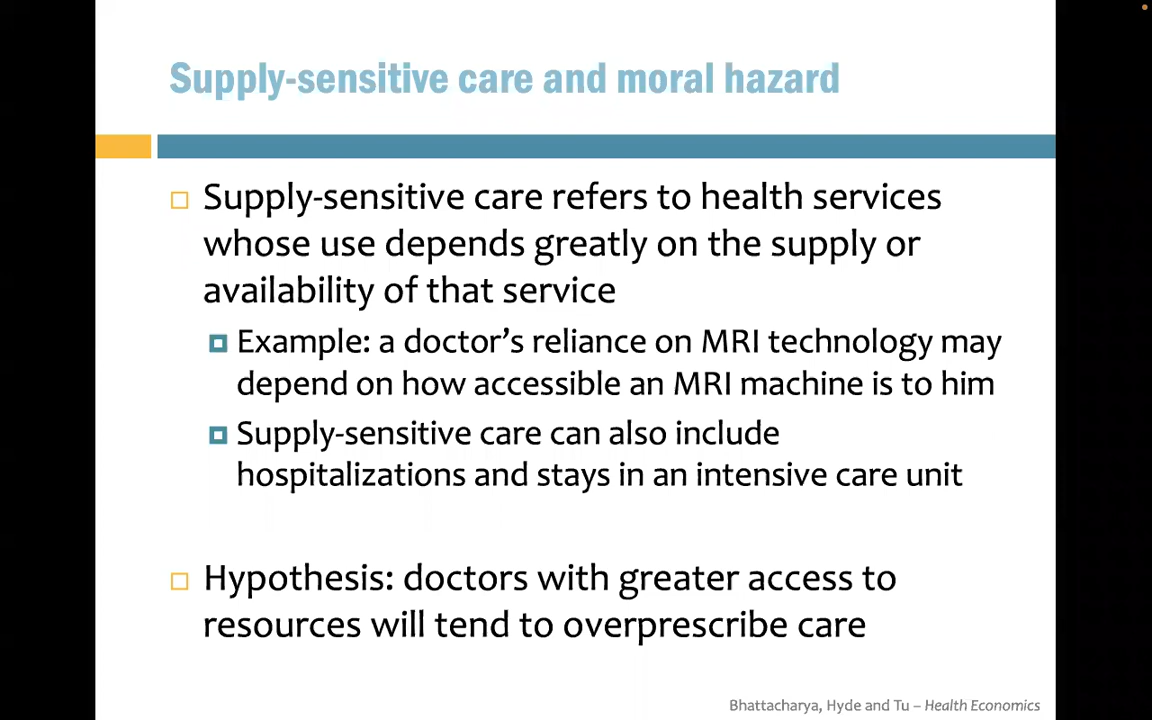 Supply-sensitive care and moral hazard
Supply-sensitive care refers to health services
whose use depends greatly on the supply or
availability of that service
Example: a doctor’s reliance on MRI technology may
depend on how accessible an MRI machine is to him
Supply-sensitive care can also include
hospitalizations and stays in an intensive care unit
Hypothesis: doctors with greater access to
resources will tend to overprescribe care
Bhattacharya, Hyde and Tu – Health Economics